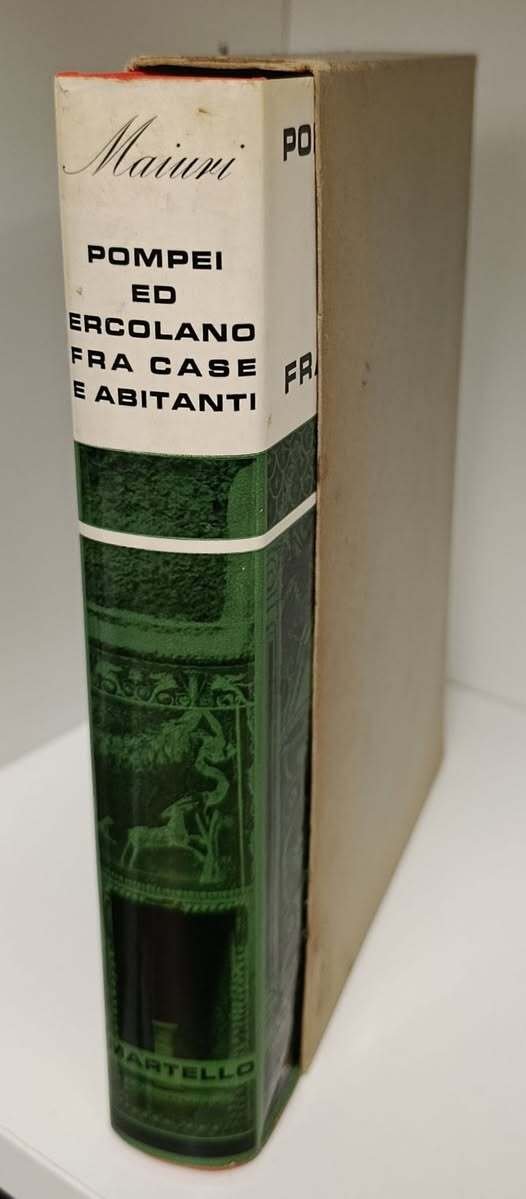 Maiuri
POMPEI
ED
ERCOLANO
FRA CASE
E ABITANTI
MARTELLO
PO
FRA